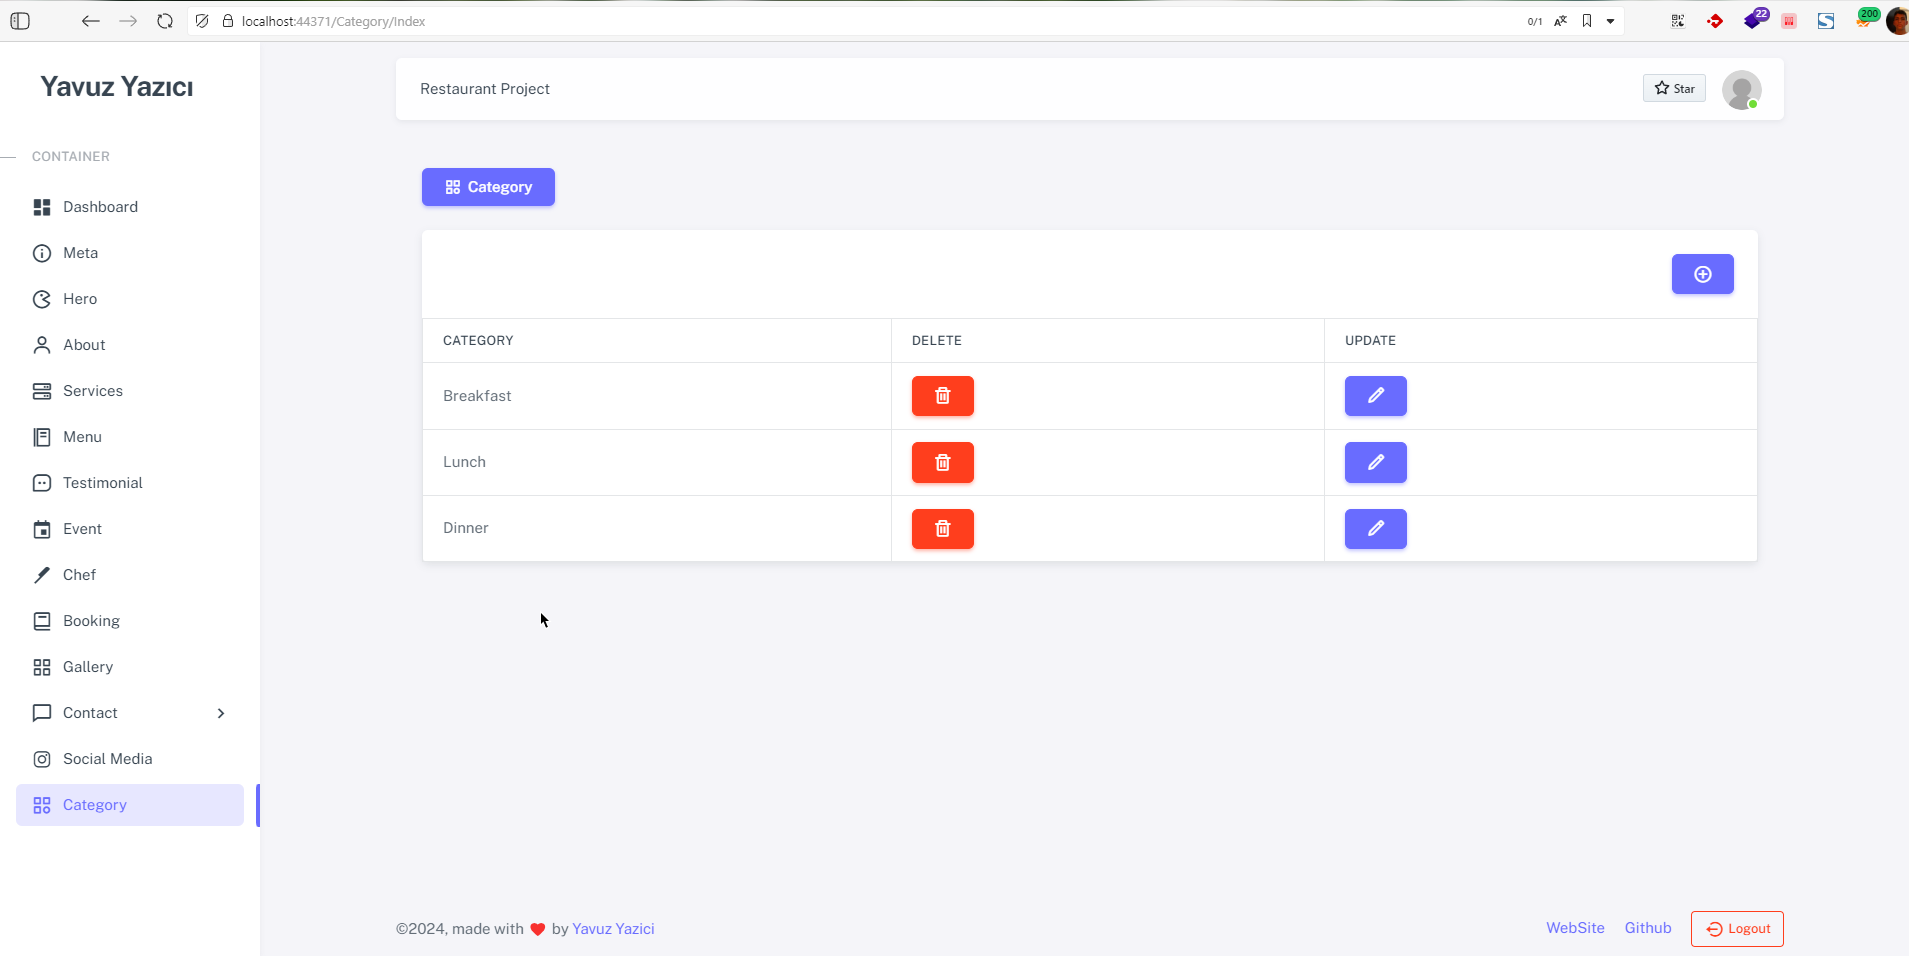 localhost:44371/Category/Index
0/1
22
200
Yavuz Yazıcı
Restaurant Project
Star
CONTAINER
Dashboard
Meta
Hero
About
Services
Menu
Testimonial
Event
Chef
Booking
Gallery
Contact
Social Media
Category
Category
CATEGORY DELETE UPDATE
Breakfast
Lunch
Dinner
©2024, made with ❤ by Yavuz Yazici
WebSite Github Logout